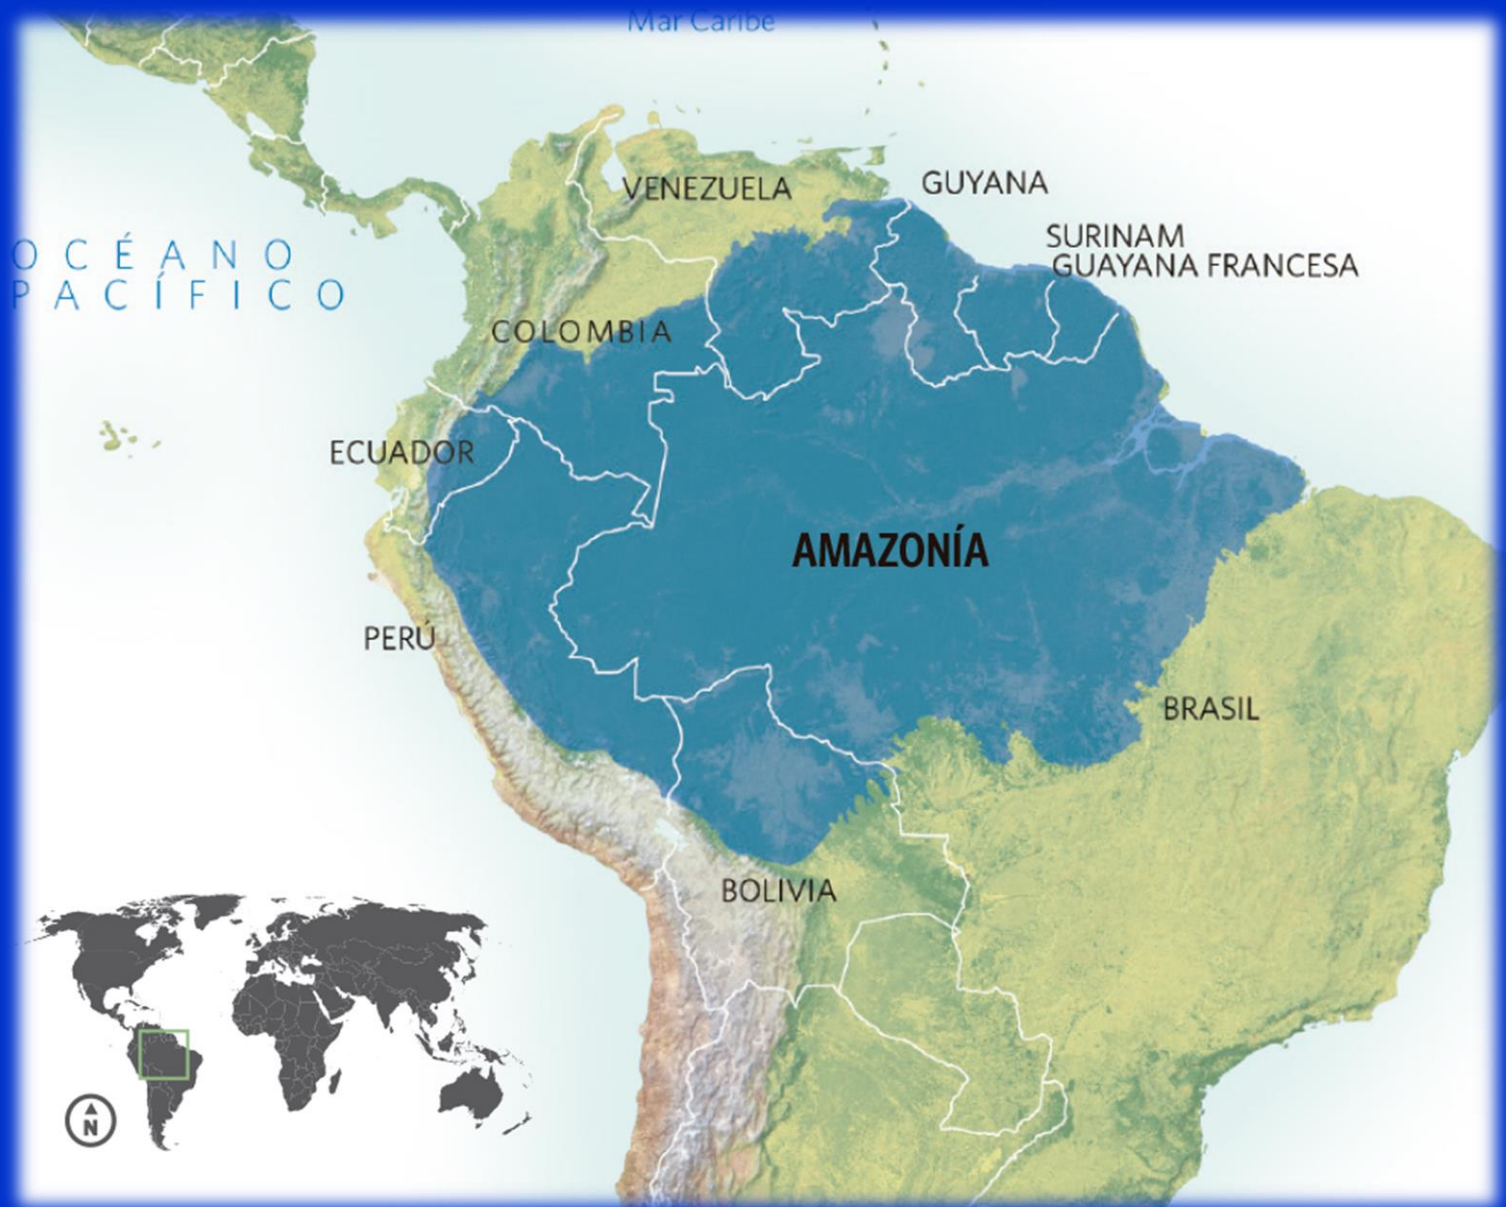 Mar Caribe
VENEZUELA
GUYANA
SURINAM
GUAYANA FRANCESA
OCÉANO
PACÍFICO
COLOMBIA
ECUADOR
AMAZONÍA
PERÚ
BRASIL
BOLIVIA
N